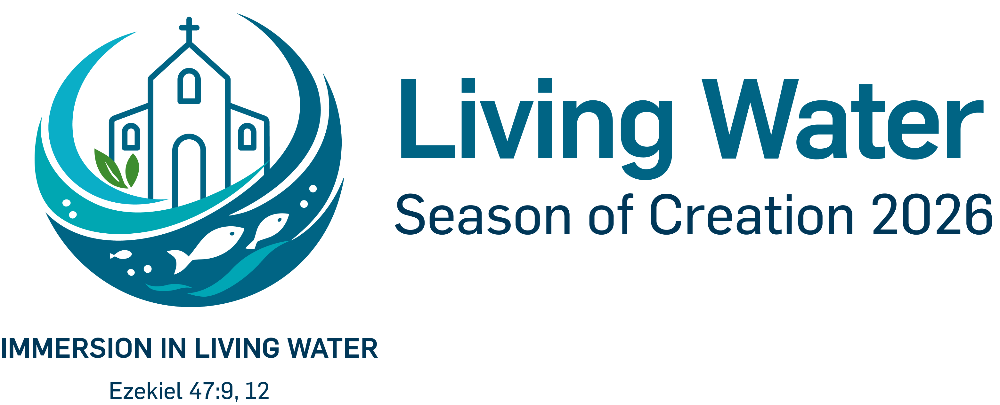 Living Water
Season of Creation 2026
IMMERSION IN LIVING WATER
Ezekiel 47:9, 12